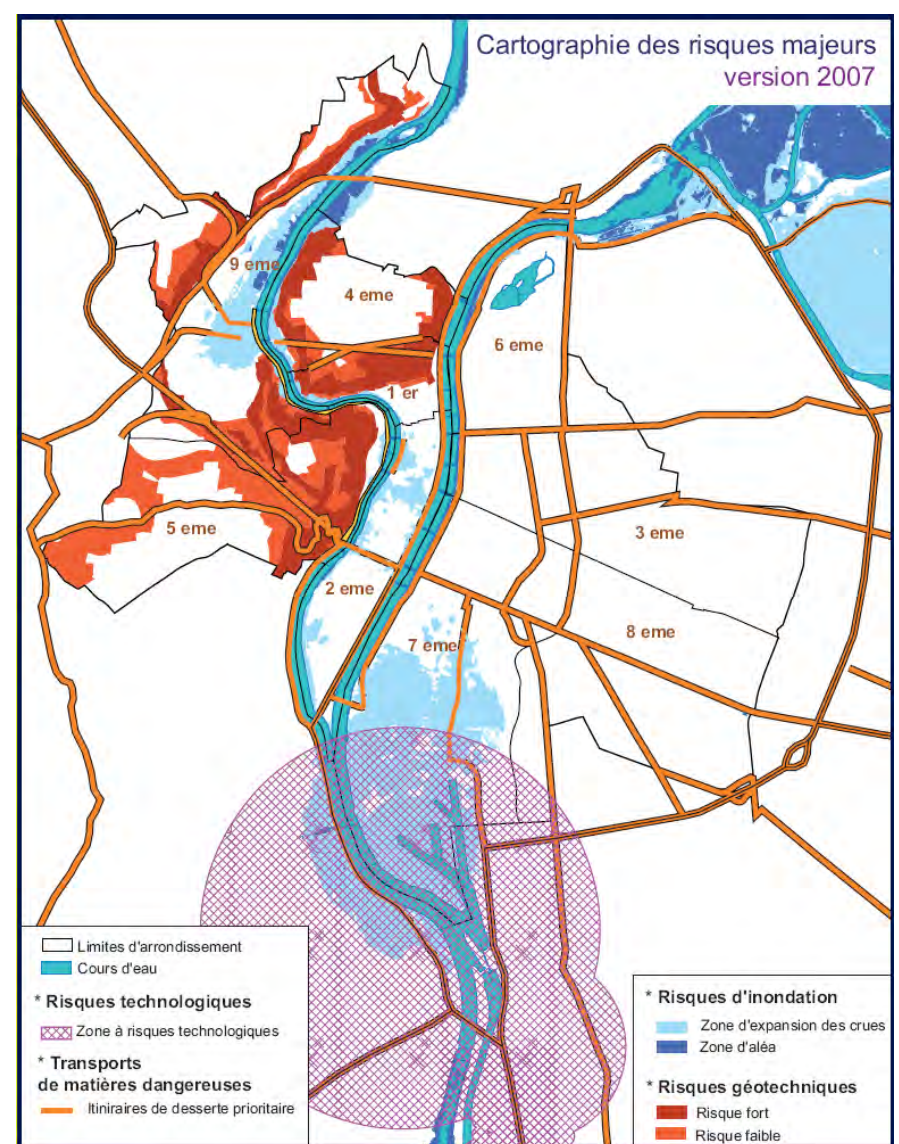 Cartographie des risques majeurs
version 2007
9 eme
4 eme
6 eme
1 er
5 eme
3 eme
2 eme
8 eme
7 eme
Limites d'arrondissement
Cours d'eau
* Risques technologiques
Zone à risques technologiques
* Transports
de matières dangereuses
Itiniraires de desserte prioritaire
* Risques d'inondation
Zone d'expansion des crues
Zone d'aléa
* Risques géotechniques
Risque fort
Risque faible